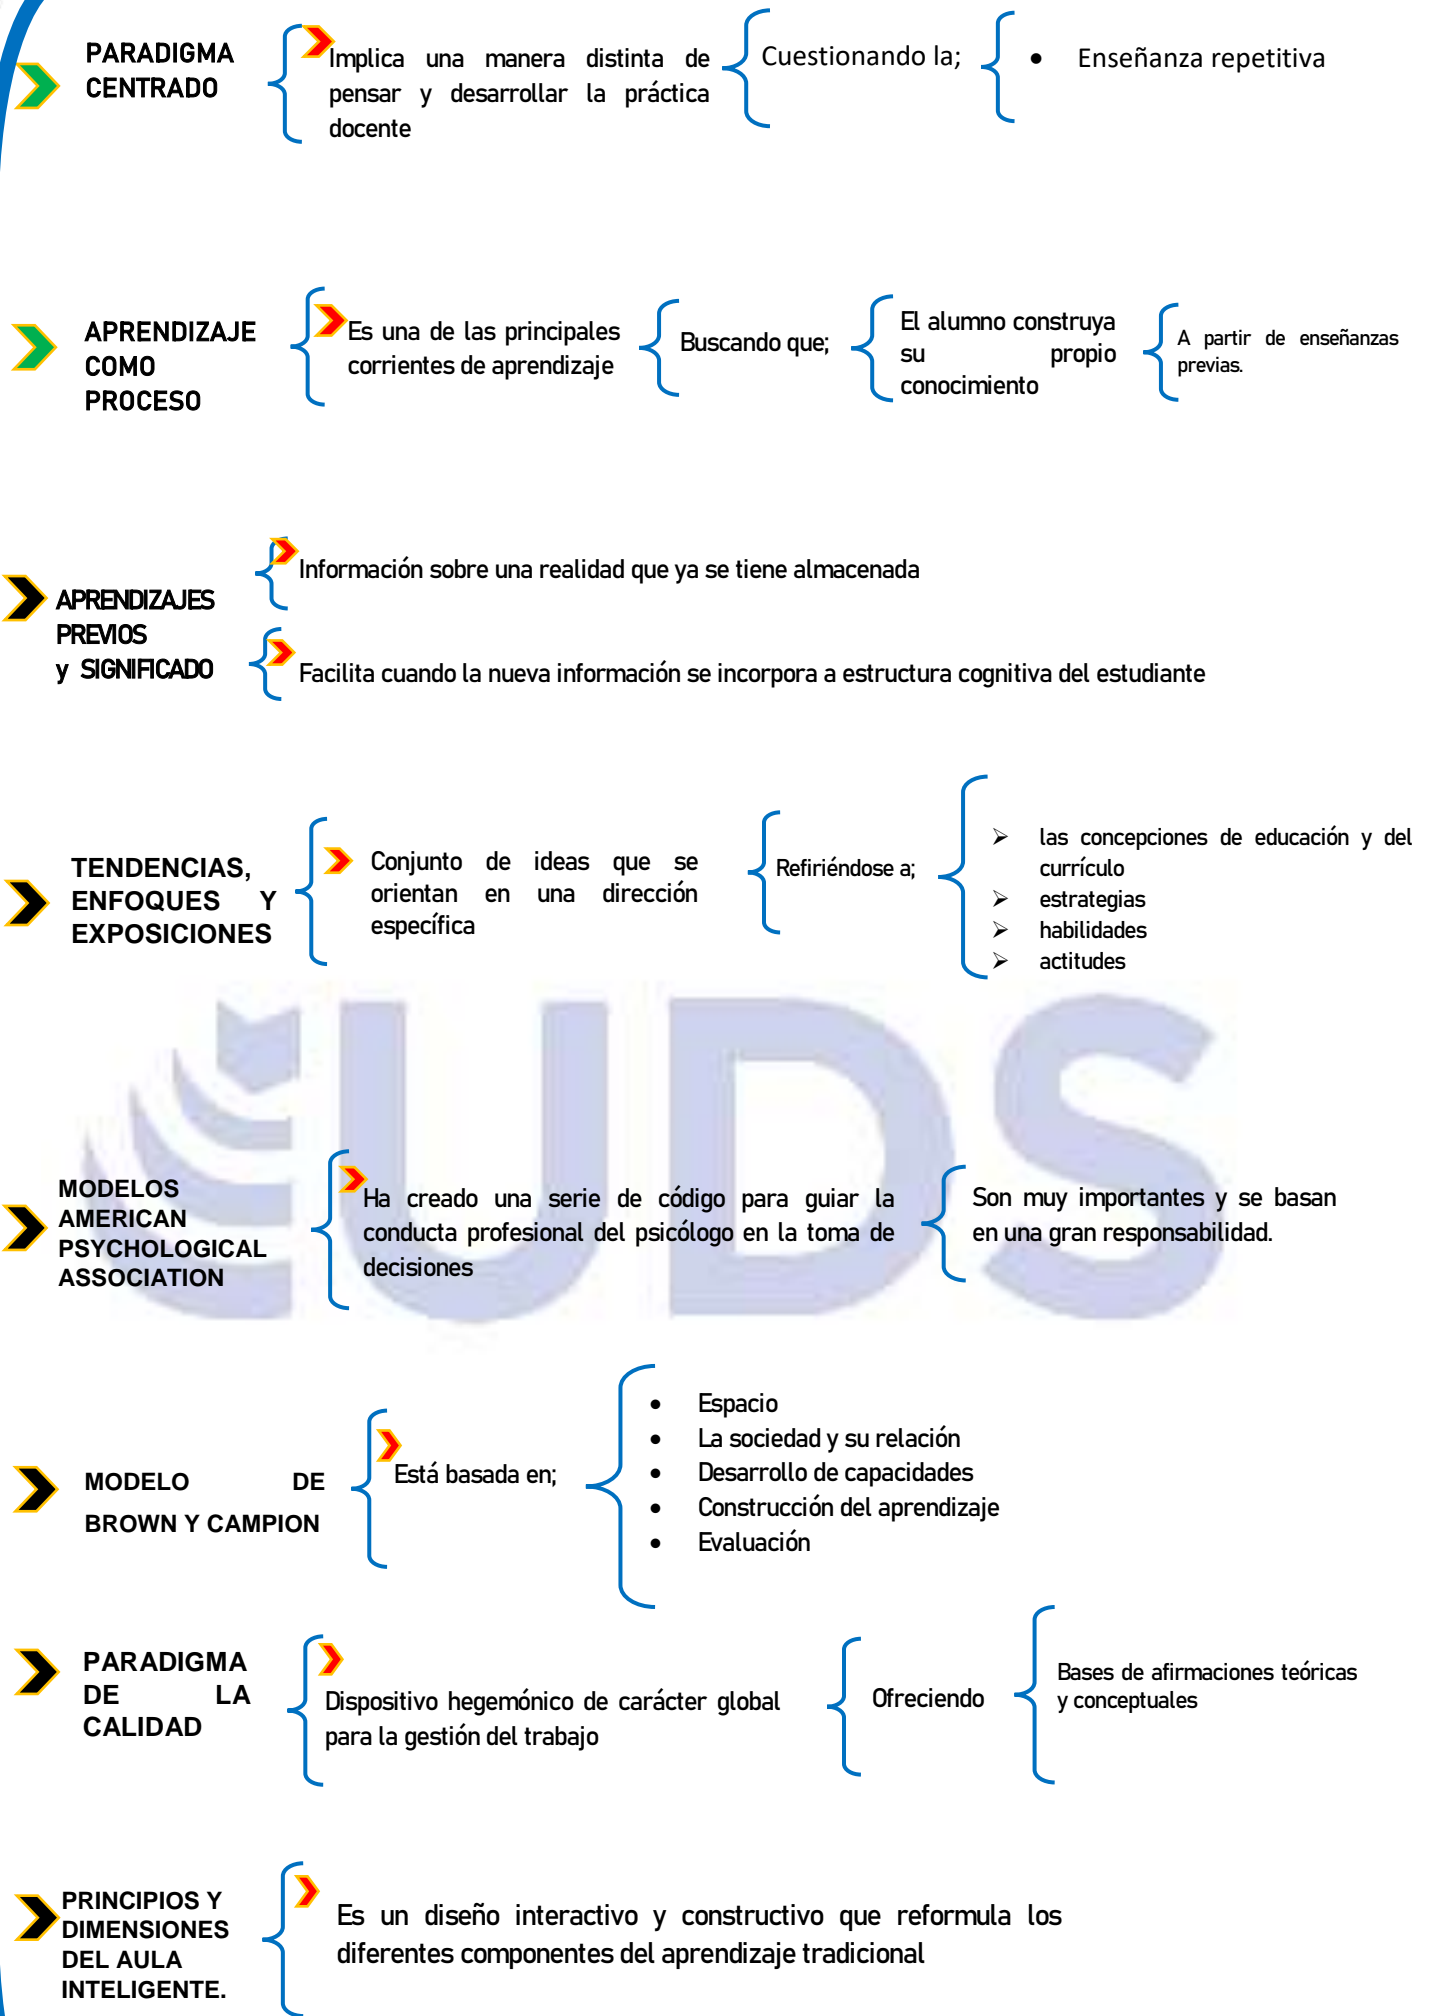 PARADIGMA
CENTRADO
Implica una manera distinta de
pensar y desarrollar la práctica
docente
Cuestionando la;
• Enseñanza repetitiva
APRENDIZAJE
COMO
PROCESO
Es una de las principales
corrientes de aprendizaje
Buscando que;
El alumno construya
su propio
conocimiento
A partir de enseñanzas
previas.
APRENDIZAJES
PREVIOS
y SIGNIFICADO
Información sobre una realidad que ya se tiene almacenada
Facilita cuando la nueva información se incorpora a estructura cognitiva del estudiante
TENDENCIAS,
ENFOQUES Y
EXPOSICIONES
Conjunto de ideas que se
orientan en una dirección
específica
Refiriéndose a;
➢ las concepciones de educación y del
currículo
➢ estrategias
➢ habilidades
➢ actitudes
UDS
MODELOS
AMERICAN
PSYCHOLOGICAL
ASSOCIATION
Ha creado una serie de código para guiar la
conducta profesional del psicólogo en la toma de
decisiones
Son muy importantes y se basan
en una gran responsabilidad.
MODELO DE
BROWN Y CAMPION
Está basada en;
• Espacio
• La sociedad y su relación
• Desarrollo de capacidades
• Construcción del aprendizaje
• Evaluación
PARADIGMA
DE LA
CALIDAD
Dispositivo hegemónico de carácter global
para la gestión del trabajo
Ofreciendo
Bases de afirmaciones teóricas
y conceptuales
PRINCIPIOS Y
DIMENSIONES
DEL AULA
INTELIGENTE.
Es un diseño interactivo y constructivo que reformula los
diferentes componentes del aprendizaje tradicional